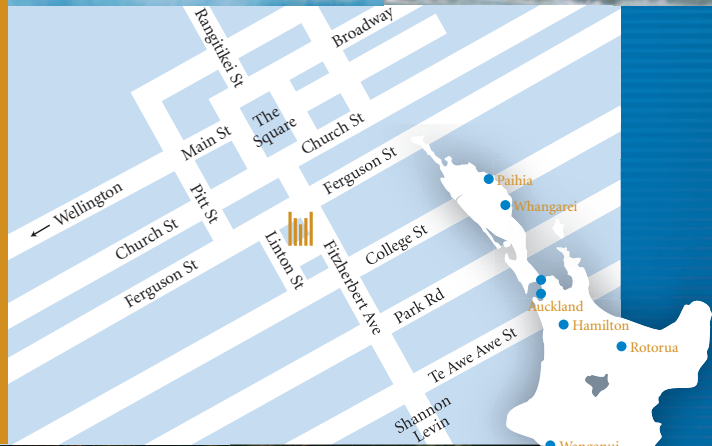 Rangitikei St
Broadway
The
Square
Main St
Church St
Ferguson St
Paihia
Whangarei
← Wellington
Pitt St
Church St
Linton St
Fitzherbert Ave
College St
Ferguson St
Auckland
Park Rd
Hamilton
Rotorua
Te Awe Awe St
Shannon
Levin
Wanganui